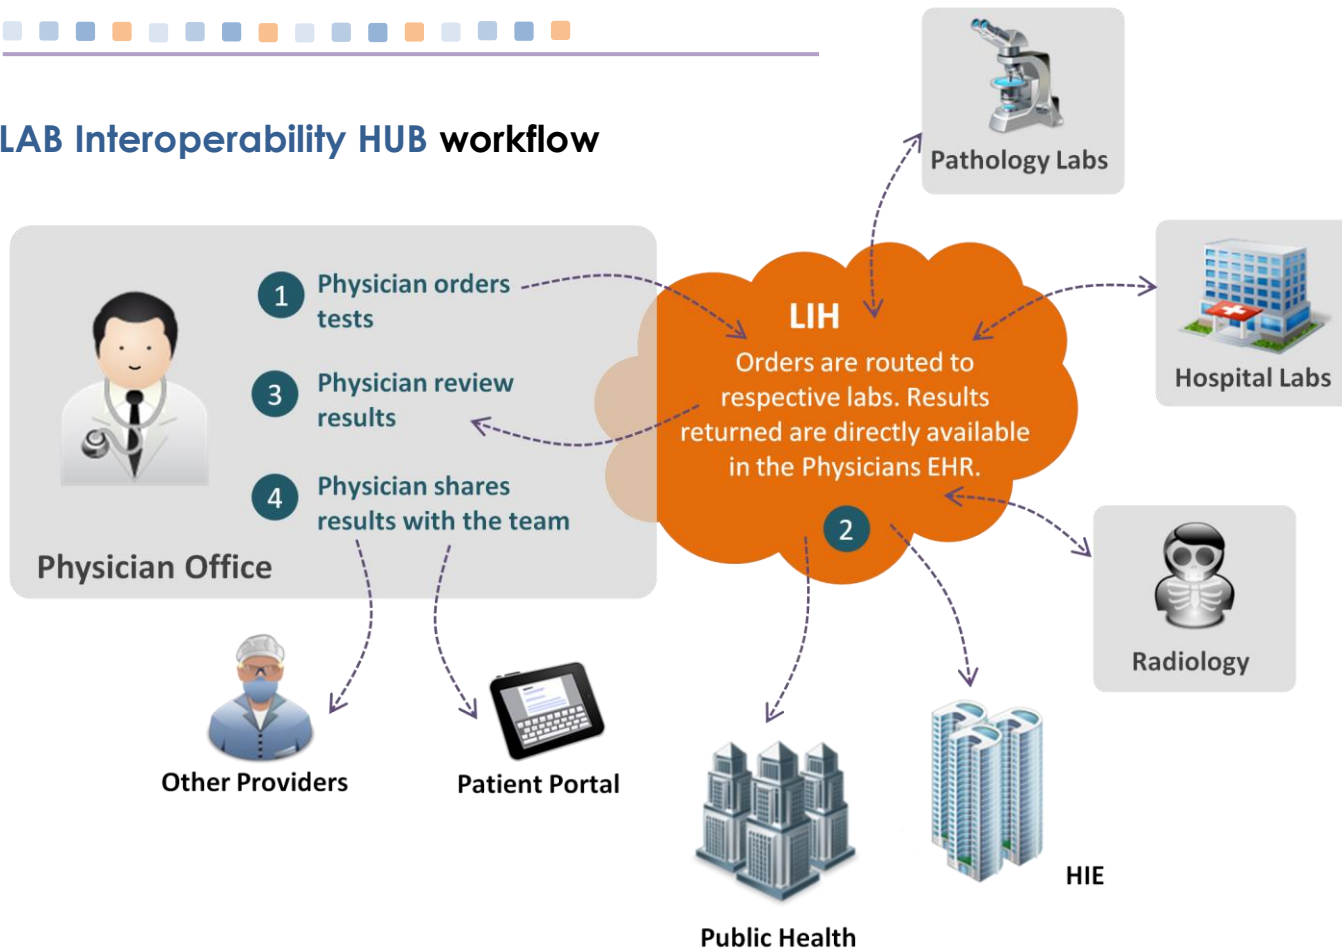 LAB Interoperability HUB workflow
Pathology Labs
Hospital Labs
1
Physician orders
tests
3
Physician review
results
4
Physician shares
results with the team
Physician Office
LIH
Orders are routed to
respective labs. Results
returned are directly available
in the Physicians EHR.
2
Radiology
Other Providers
Patient Portal
HIE
Public Health